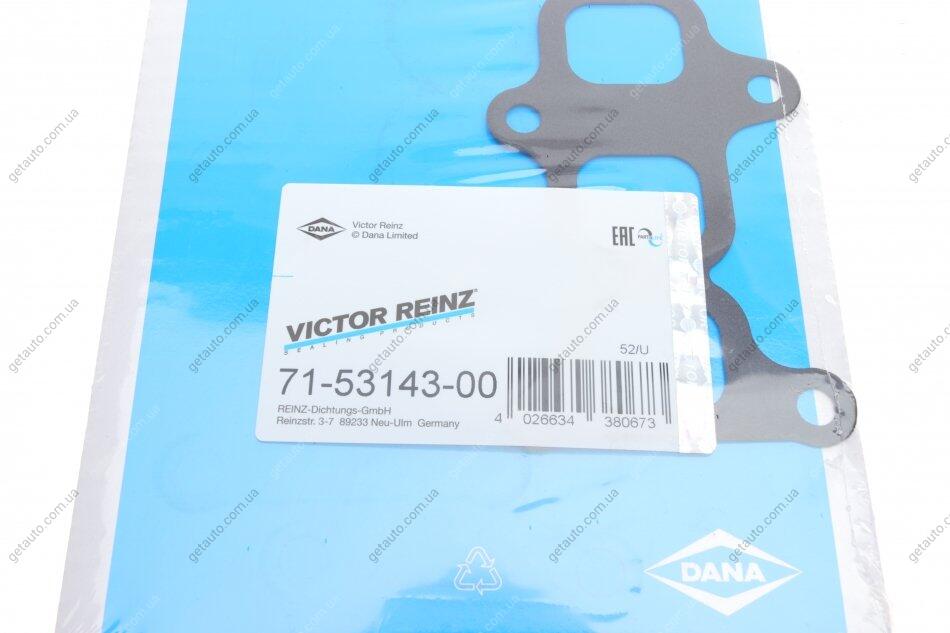 DANA
Victor Reinz
© Dana Limited
EAC
VICTOR REINZ®
SEALING PRODUCTS
52/U
71-53143-00
REINZ-Dichtungs-GmbH
Reinzstr. 3-7 89233 Neu-Ulm Germany
4 026634 380673
DANA
getauto.com.ua